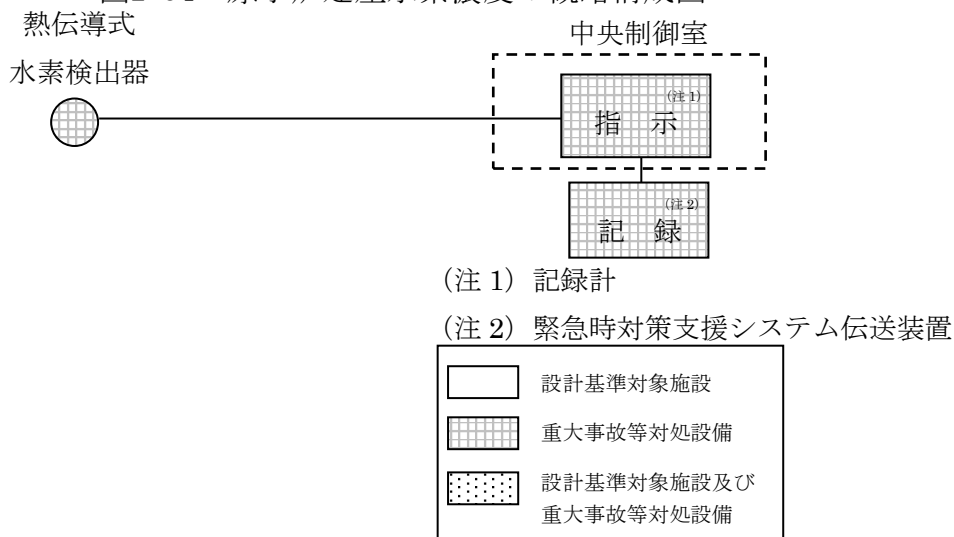 熱伝導式
水素検出器
中央制御室
(注 1)
指　示
(注 2)
記　録
(注 1) 記録計
(注 2) 緊急時対策支援システム伝送装置
設計基準対象施設
重大事故等対処設備
設計基準対象施設及び
重大事故等対処設備